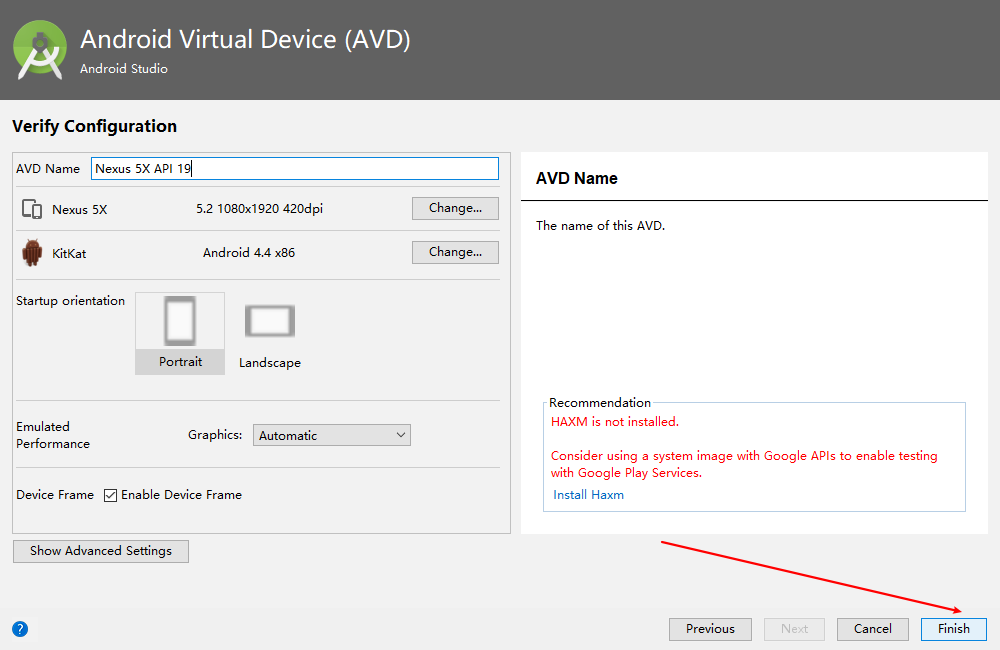 Android Virtual Device (AVD)
Android Studio
Verify Configuration
AVD Name
Nexus 5X API 19
Nexus 5X
5.2 1080x1920 420dpi
Change...
KitKat
Android 4.4 x86
Change...
Startup orientation
Portrait
Landscape
Emulated
Performance
Graphics:
Automatic
Device Frame
Enable Device Frame
Show Advanced Settings
AVD Name
The name of this AVD.
Recommendation
HAXM is not installed.
Consider using a system image with Google APIs to enable testing
with Google Play Services.
Install Haxm
?
Previous
Next
Cancel
Finish